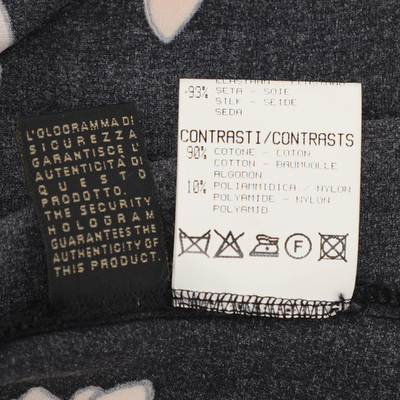 L'OLOGRAMMA DI
SICUREZZA
GARANTISCE L'
AUTENTICITÀ DI
QUESTO
PRODOTTO.
THE SECURITY
HOLOGRAM
GUARANTEES THE
AUTHENTICITY OF
THIS PRODUCT.
93% SETA - SOIE
SILK - SEIDE
SEDA
CONTRASTI/CONTRASTS
90% COTONE - COTON
COTTON - BAUMWOLLE
ALGODON
10% POLIAMMIDICA / NYLON
POLYAMIDE - NYLON
POLYAMID
F